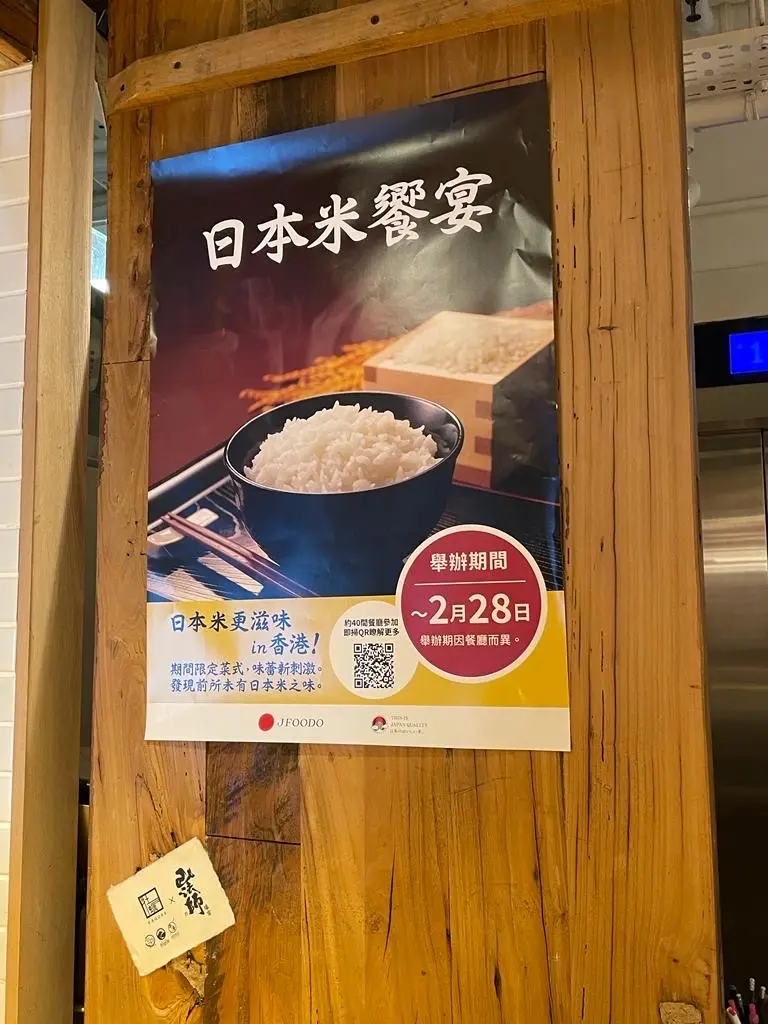 日本米饗宴
舉辦期間
～2月28日
舉辦期因餐廳而異。
日本米更滋味
in香港！
約40間餐廳參加
即掃QR瞭解更多
期間限定菜式，味蕾新刺激。
發現前所未有日本米之味。
JFOODO
THIS IS
JAPAN QUALITY
×